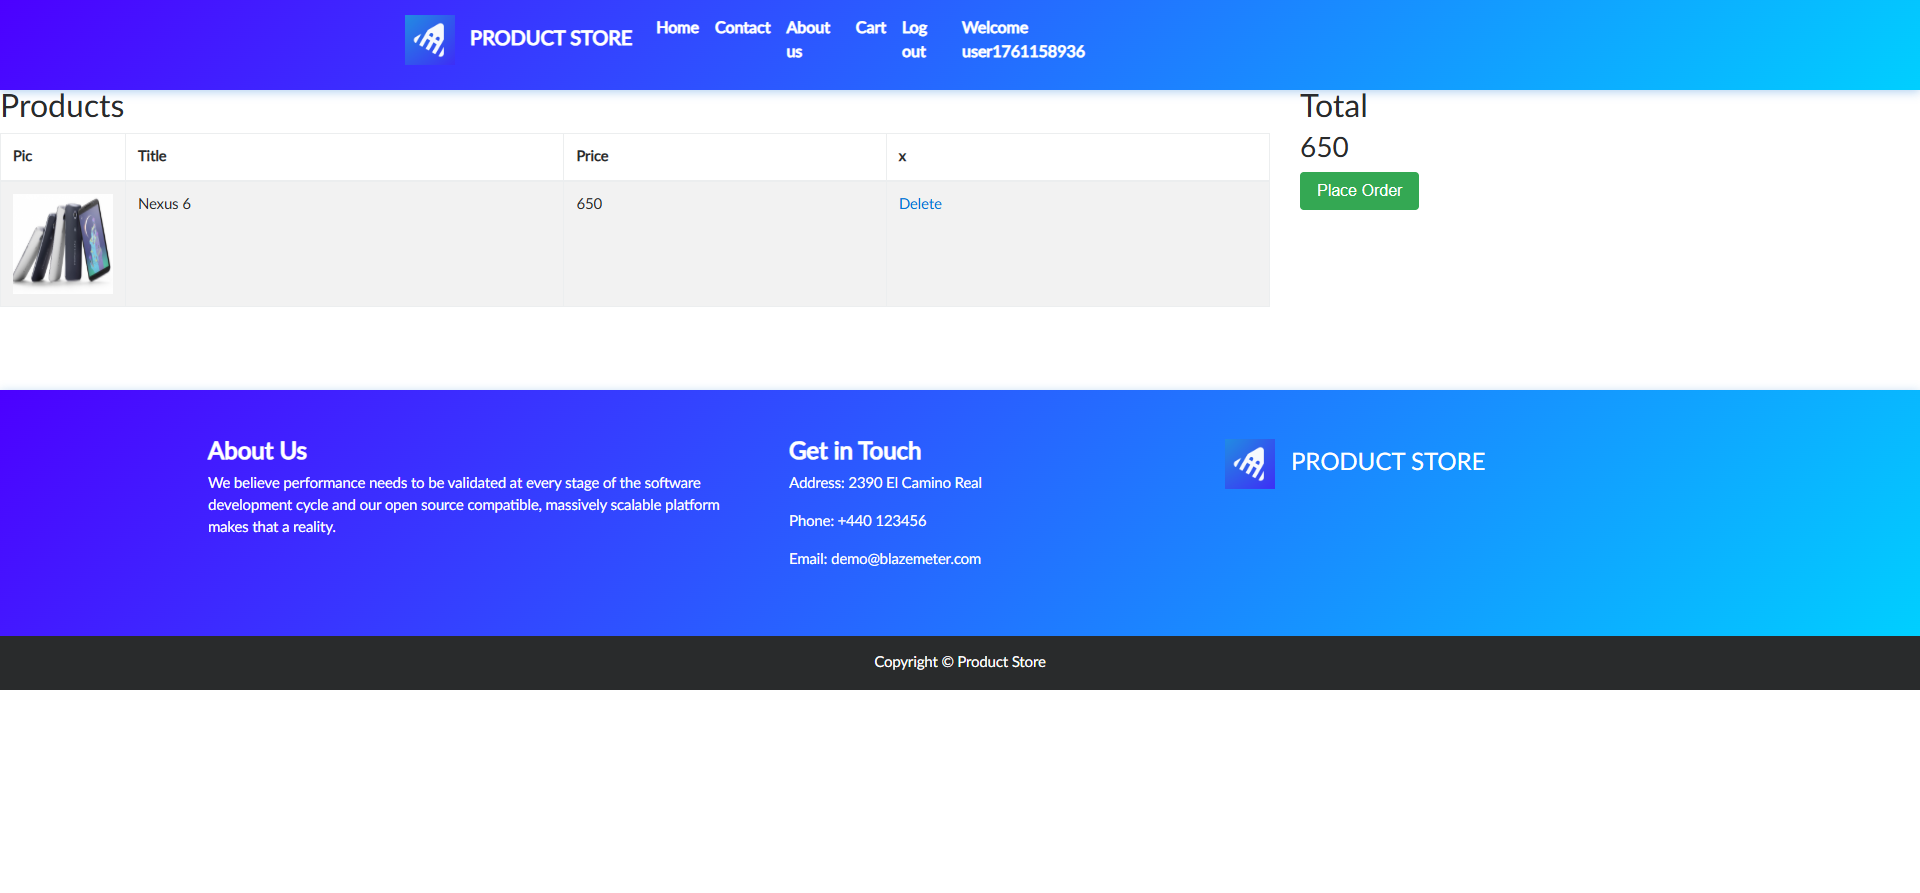 PRODUCT STORE
Home
Contact
About
us
Cart
Log
out
Welcome
user1761158936
Products
Total
650
Place Order
Pic
Title
Price
x
Nexus 6
650
Delete
About Us
We believe performance needs to be validated at every stage of the software
development cycle and our open source compatible, massively scalable platform
makes that a reality.
Get in Touch
Address: 2390 El Camino Real
Phone: +440 123456
Email: demo@blazemeter.com
PRODUCT STORE
Copyright © Product Store